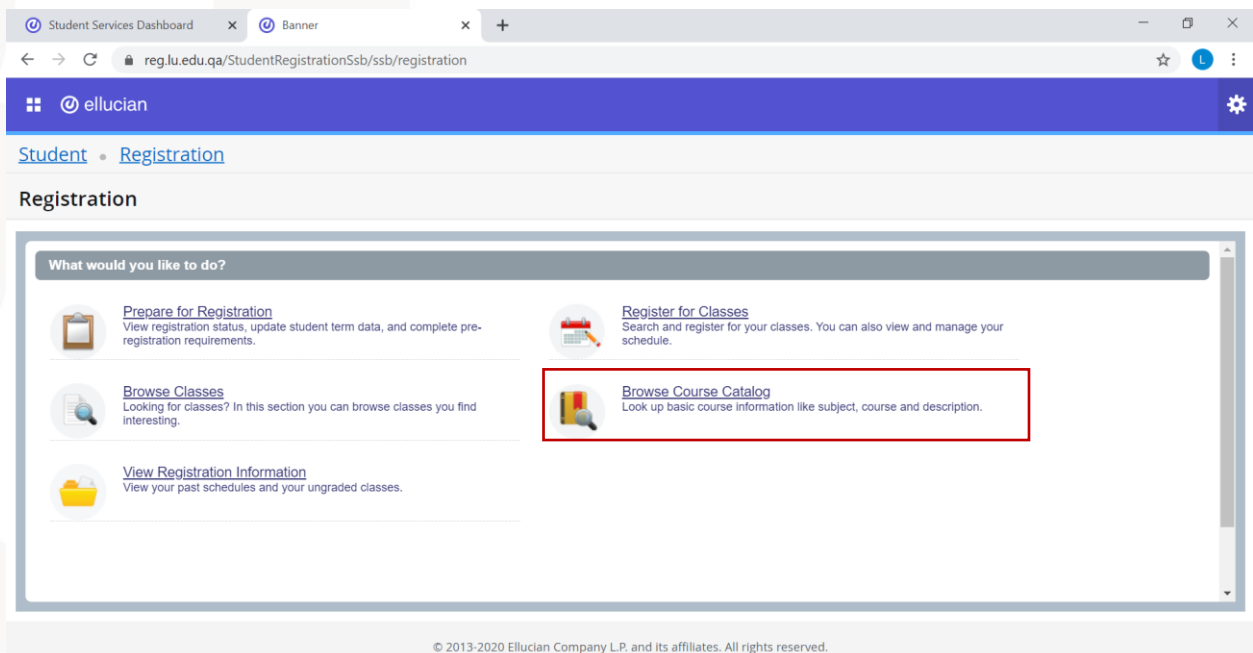 Student Services Dashboard
Banner
reg.lu.edu.qa/StudentRegistrationSsb/ssb/registration
L
ellucian
Student • Registration
Registration
What would you like to do?
Prepare for Registration
View registration status, update student term data, and complete pre-
registration requirements.
Register for Classes
Search and register for your classes. You can also view and manage your
schedule.
Browse Classes
Looking for classes? In this section you can browse classes you find
interesting.
Browse Course Catalog
Look up basic course information like subject, course and description.
View Registration Information
View your past schedules and your ungraded classes.
© 2013-2020 Ellucian Company L.P. and its affiliates. All rights reserved.